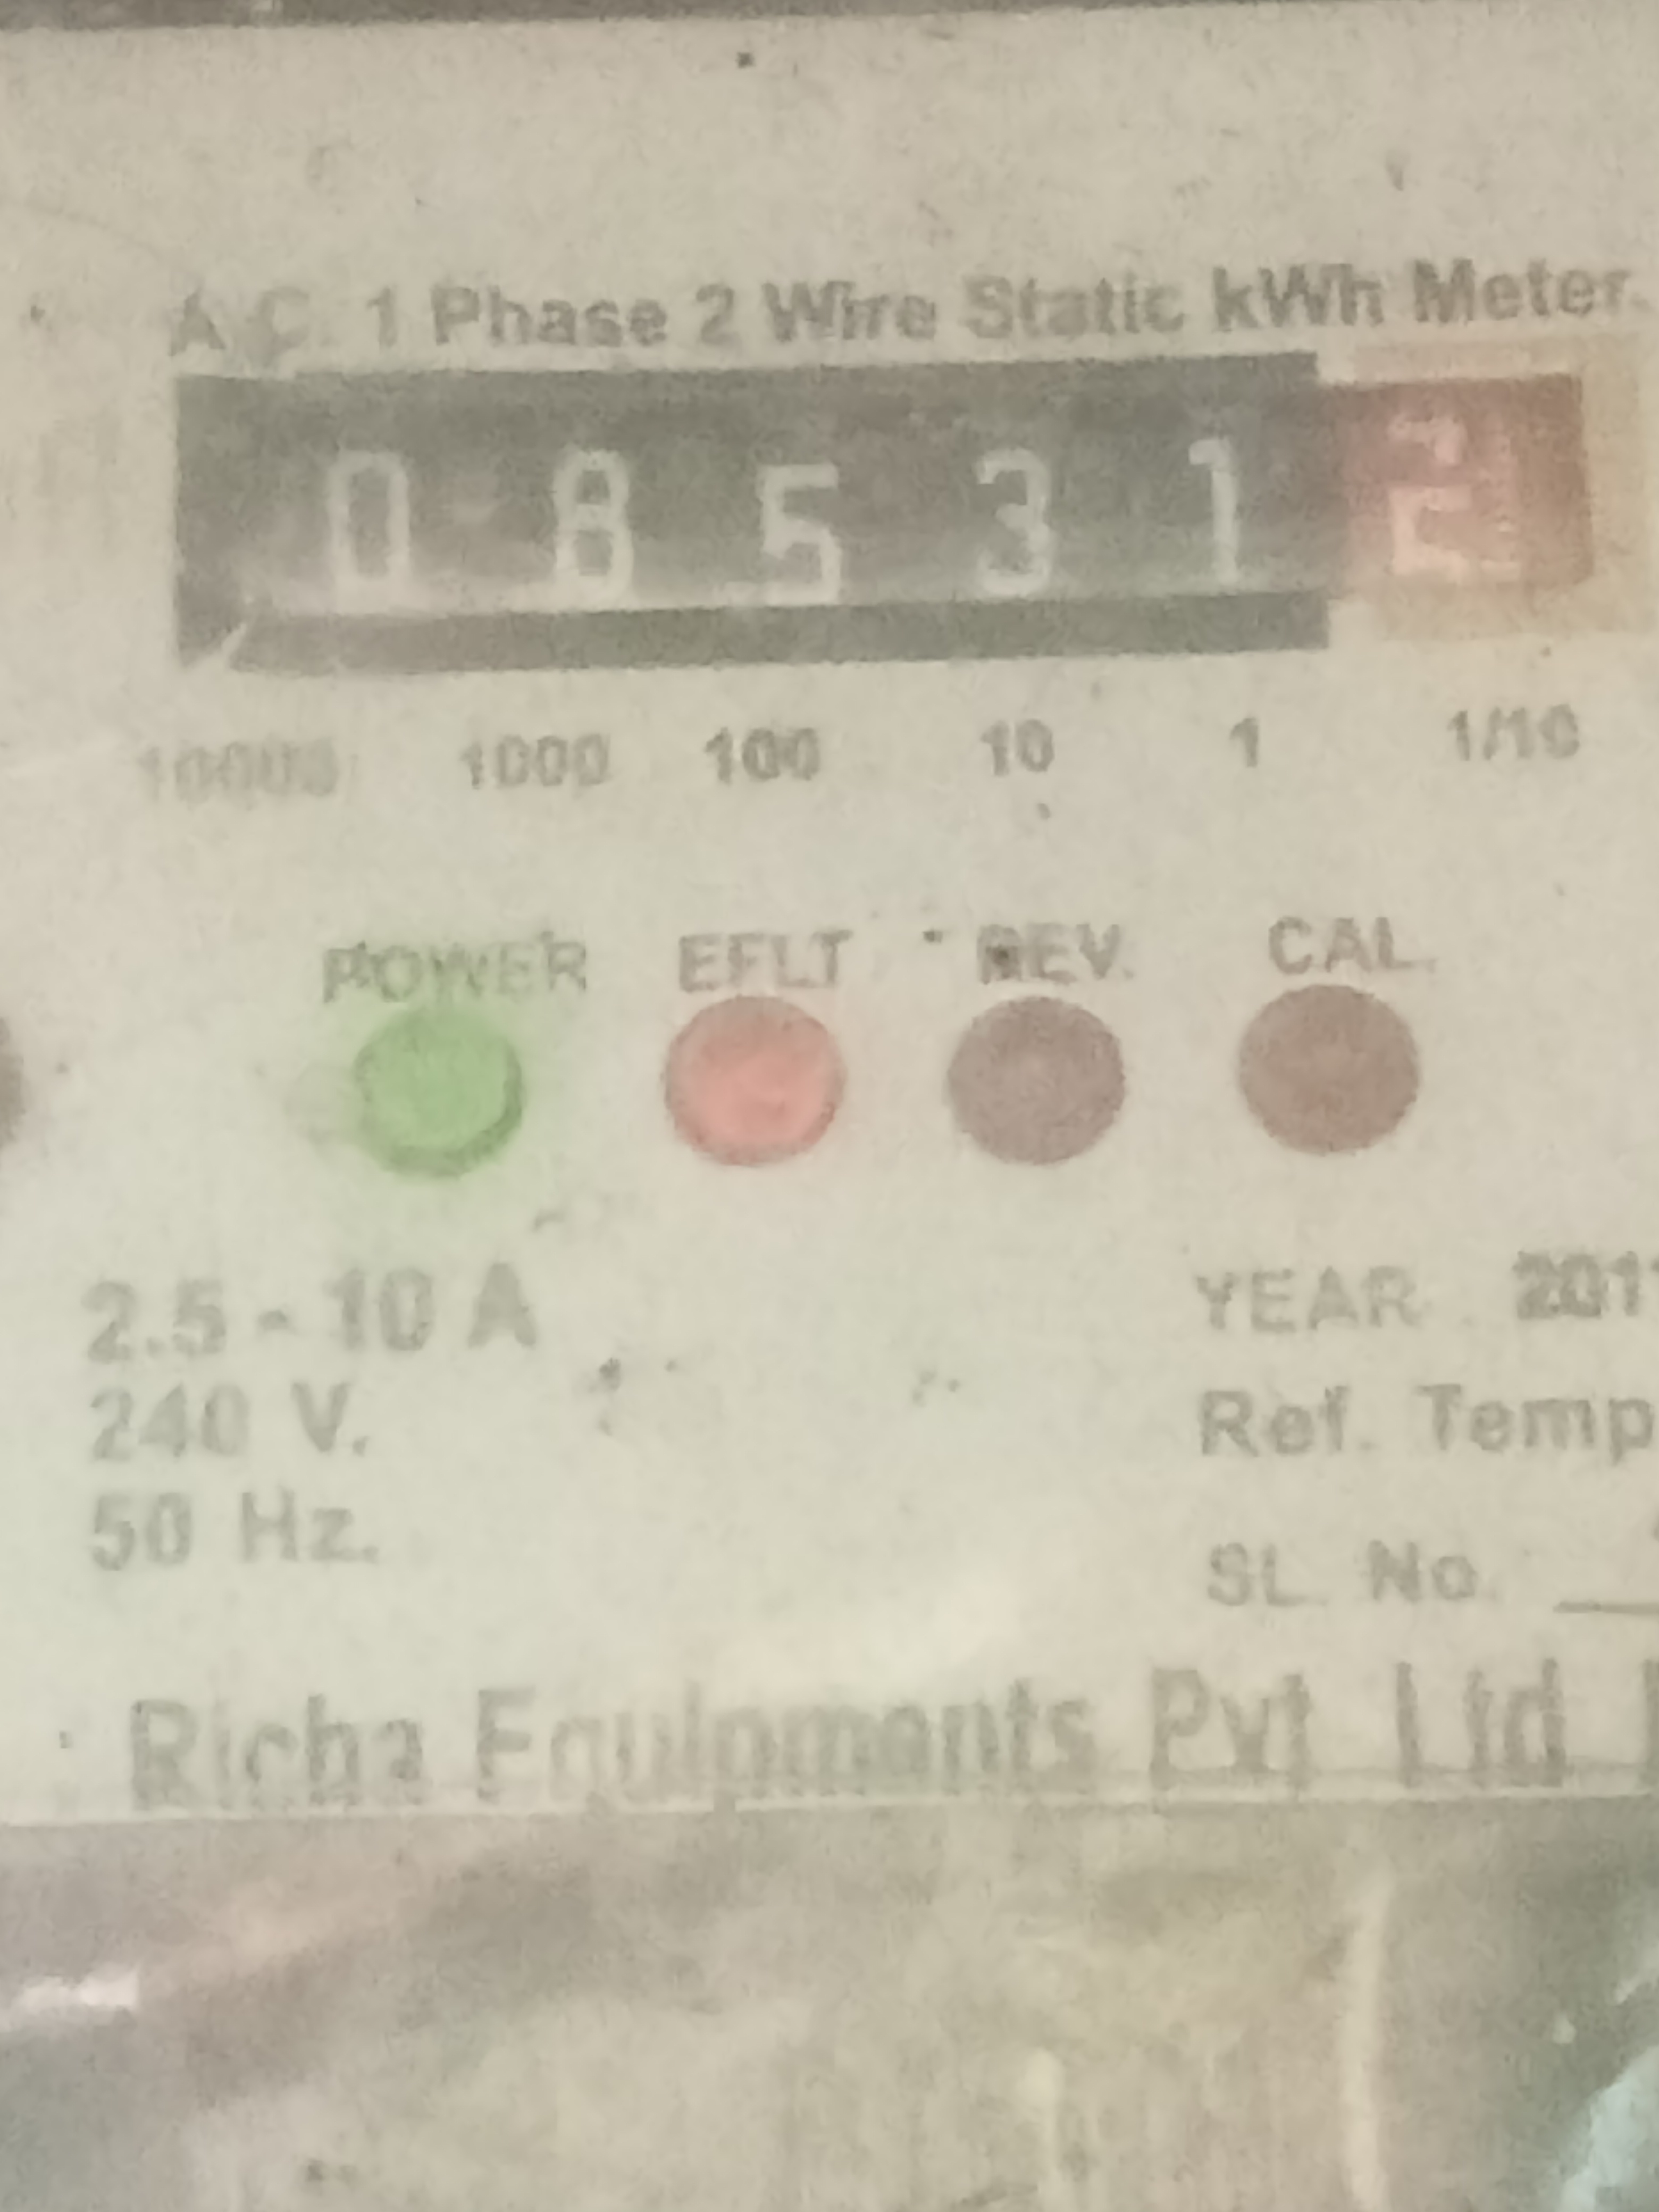 A.C. 1 Phase 2 Wire Static kWh Meter.
0 8 5 3 1 2
10000 1000 100 10 1 1/10
POWER EFLT REV. CAL.
2.5 - 10 A
240 V.
50 Hz.
YEAR . 201
Ref. Temp
SL. No.
Richa Equipments Pvt. Ltd.